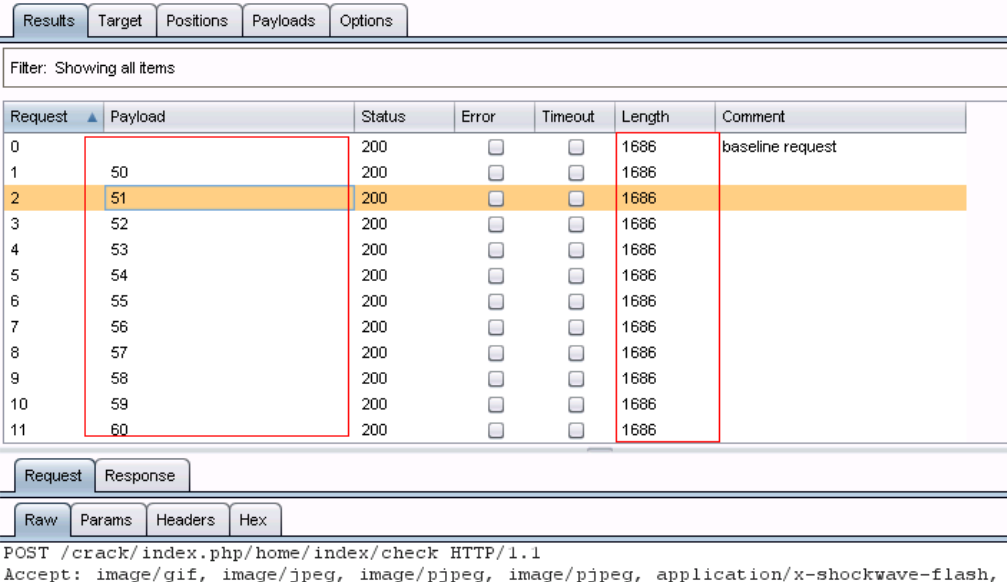 Results Target Positions Payloads Options
Filter: Showing all items
Request Payload Status Error Timeout Length Comment
0 200 1686 baseline request
1 50 200 1686
2 51 200 1686
3 52 200 1686
4 53 200 1686
5 54 200 1686
6 55 200 1686
7 56 200 1686
8 57 200 1686
9 58 200 1686
10 59 200 1686
11 60 200 1686
Request Response
Raw Params Headers Hex
POST /crack/index.php/home/index/check HTTP/1.1
Accept: image/gif, image/jpeg, image/pjpeg, image/pjpeg, application/x-shockwave-flash,